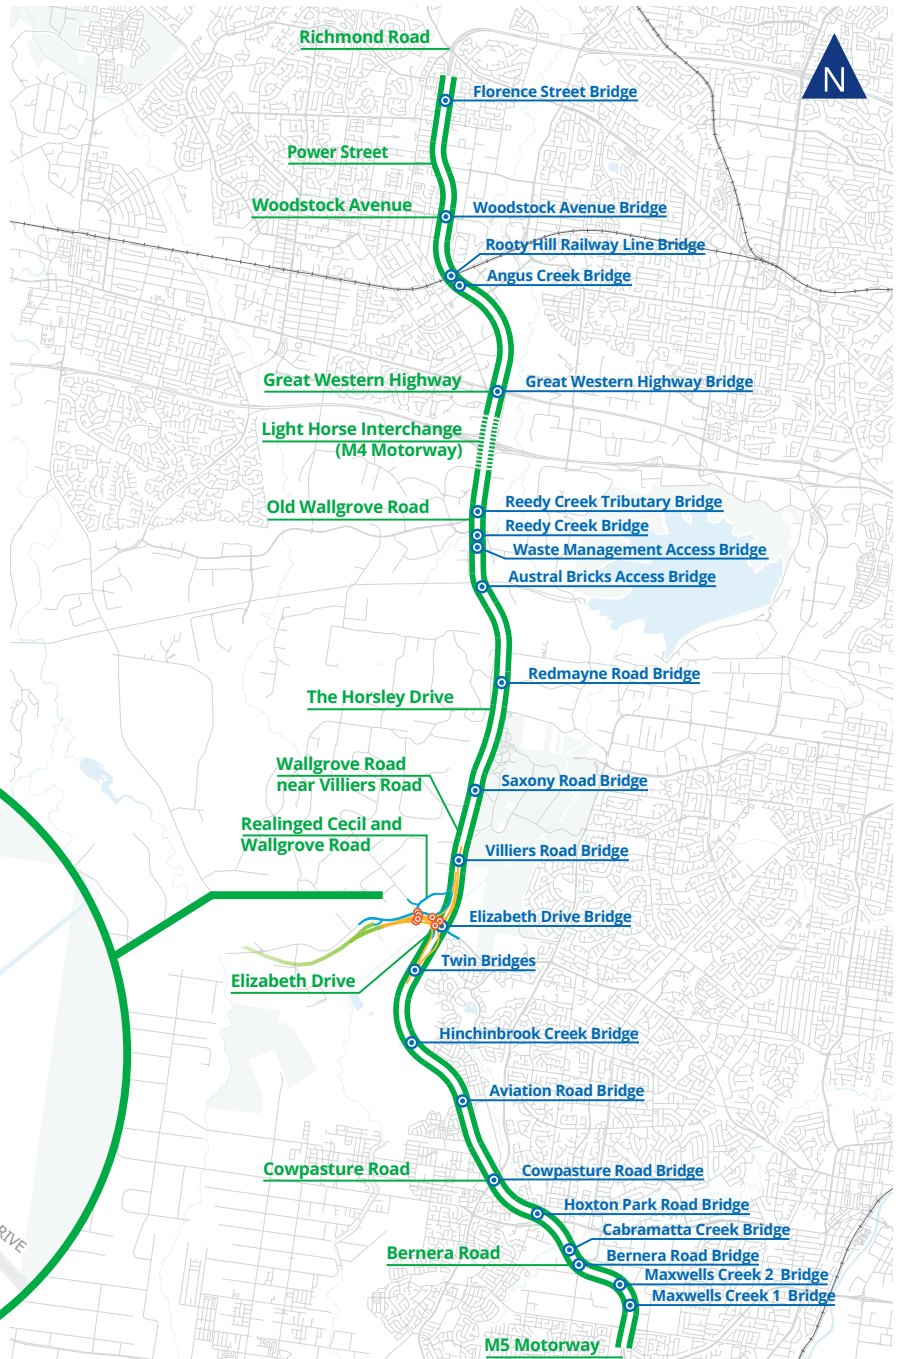 Richmond Road
N
Florence Street Bridge
Power Street
Woodstock Avenue
Woodstock Avenue Bridge
Rooty Hill Railway Line Bridge
Angus Creek Bridge
Great Western Highway
Great Western Highway Bridge
Light Horse Interchange
(M4 Motorway)
Reedy Creek Tributary Bridge
Old Wallgrove Road
Reedy Creek Bridge
Waste Management Access Bridge
Austral Bricks Access Bridge
Redmayne Road Bridge
The Horsley Drive
Wallgrove Road
near Villiers Road
Saxony Road Bridge
Realinged Cecil and
Wallgrove Road
Villiers Road Bridge
Elizabeth Drive Bridge
Twin Bridges
Elizabeth Drive
Hinchinbrook Creek Bridge
Aviation Road Bridge
Cowpasture Road
Cowpasture Road Bridge
Hoxton Park Road Bridge
Cabramatta Creek Bridge
Bernera Road
Bernera Road Bridge
Maxwells Creek 2 Bridge
Maxwells Creek 1 Bridge
M5 Motorway